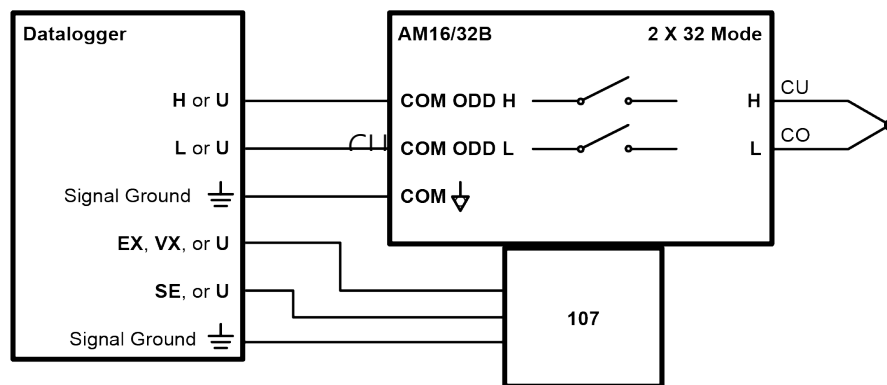 Datalogger
AM16/32B 2 X 32 Mode
H or U
COM ODD H
H
CU
L or U
CU
COM ODD L
L
CO
Signal Ground
COM
EX, VX, or U
SE, or U
107
Signal Ground